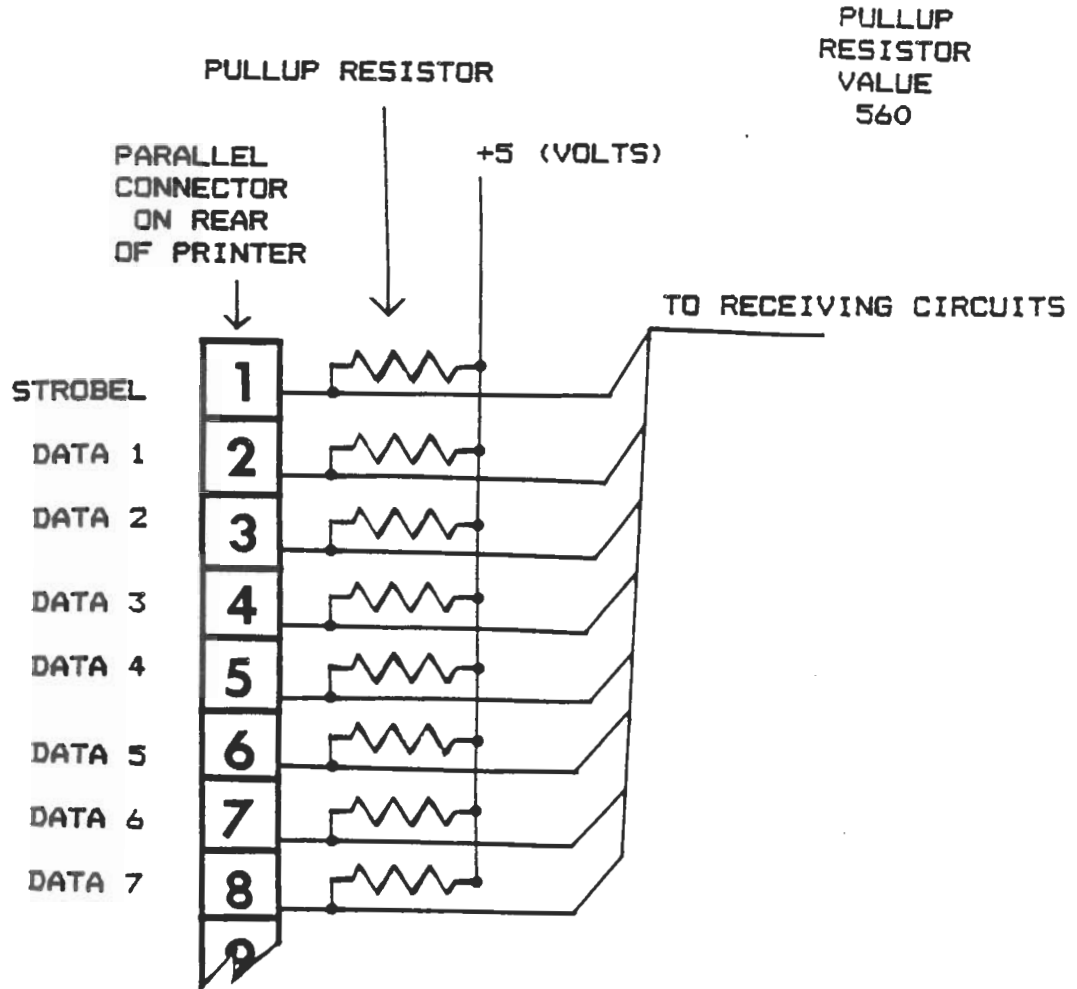 PULLUP
RESISTOR
VALUE
560
PULLUP RESISTOR
+5 (VOLTS)
PARALLEL
CONNECTOR
ON REAR
OF PRINTER
TO RECEIVING CIRCUITS
STROBEL
1
DATA 1
2
DATA 2
3
DATA 3
4
DATA 4
5
DATA 5
6
DATA 6
7
DATA 7
8
9